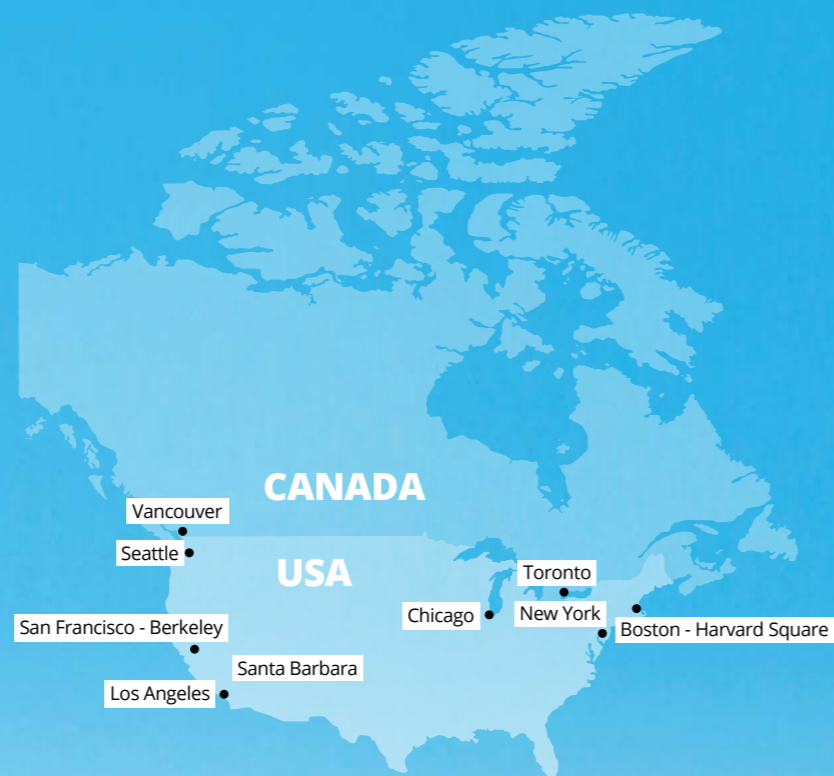 CANADA
Vancouver
Seattle
USA
Toronto
Chicago
New York
San Francisco - Berkeley
Boston - Harvard Square
Santa Barbara
Los Angeles